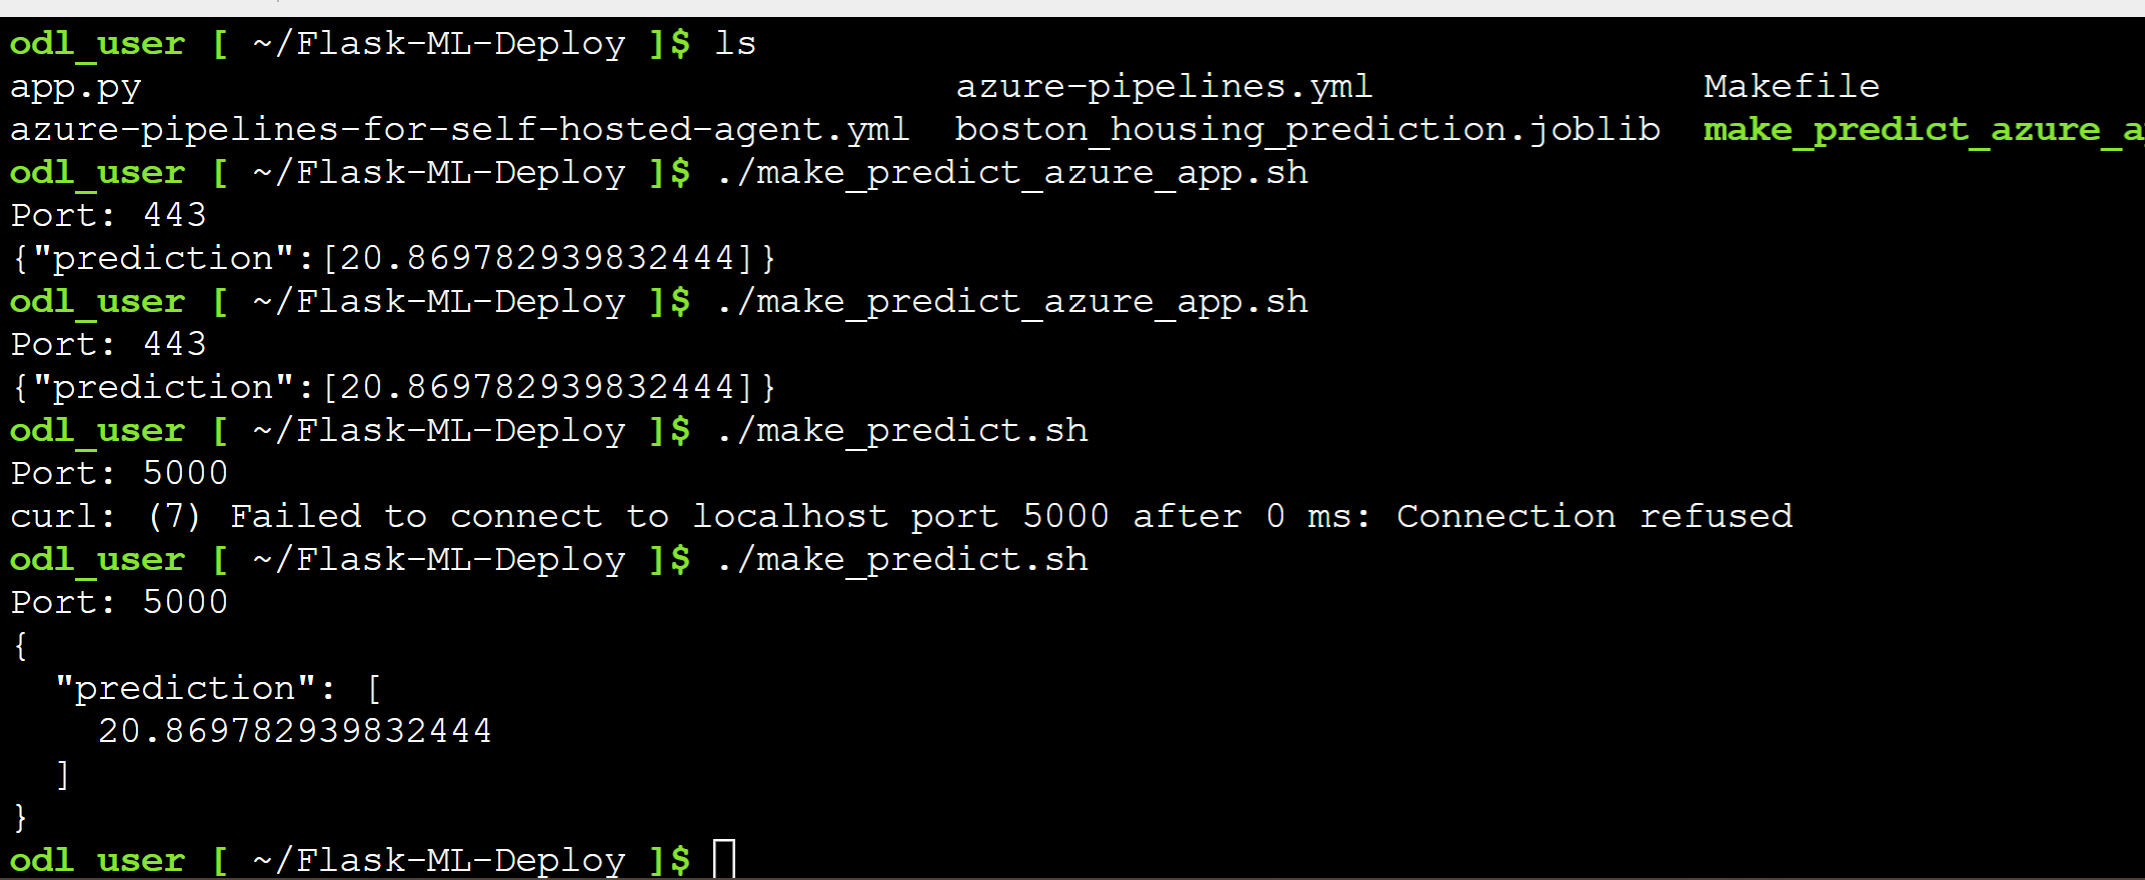 odl_user [ ~/Flask-ML-Deploy ]$ ls
app.py azure-pipelines.yml Makefile
azure-pipelines-for-self-hosted-agent.yml boston_housing_prediction.joblib make_predict_azure_a
odl_user [ ~/Flask-ML-Deploy ]$ ./make_predict_azure_app.sh
Port: 443
{"prediction":[20.869782939832444]}
odl_user [ ~/Flask-ML-Deploy ]$ ./make_predict_azure_app.sh
Port: 443
{"prediction":[20.869782939832444]}
odl_user [ ~/Flask-ML-Deploy ]$ ./make_predict.sh
Port: 5000
curl: (7) Failed to connect to localhost port 5000 after 0 ms: Connection refused
odl_user [ ~/Flask-ML-Deploy ]$ ./make_predict.sh
Port: 5000
{
  "prediction": [
    20.869782939832444
  ]
}
odl_user [ ~/Flask-ML-Deploy ]$